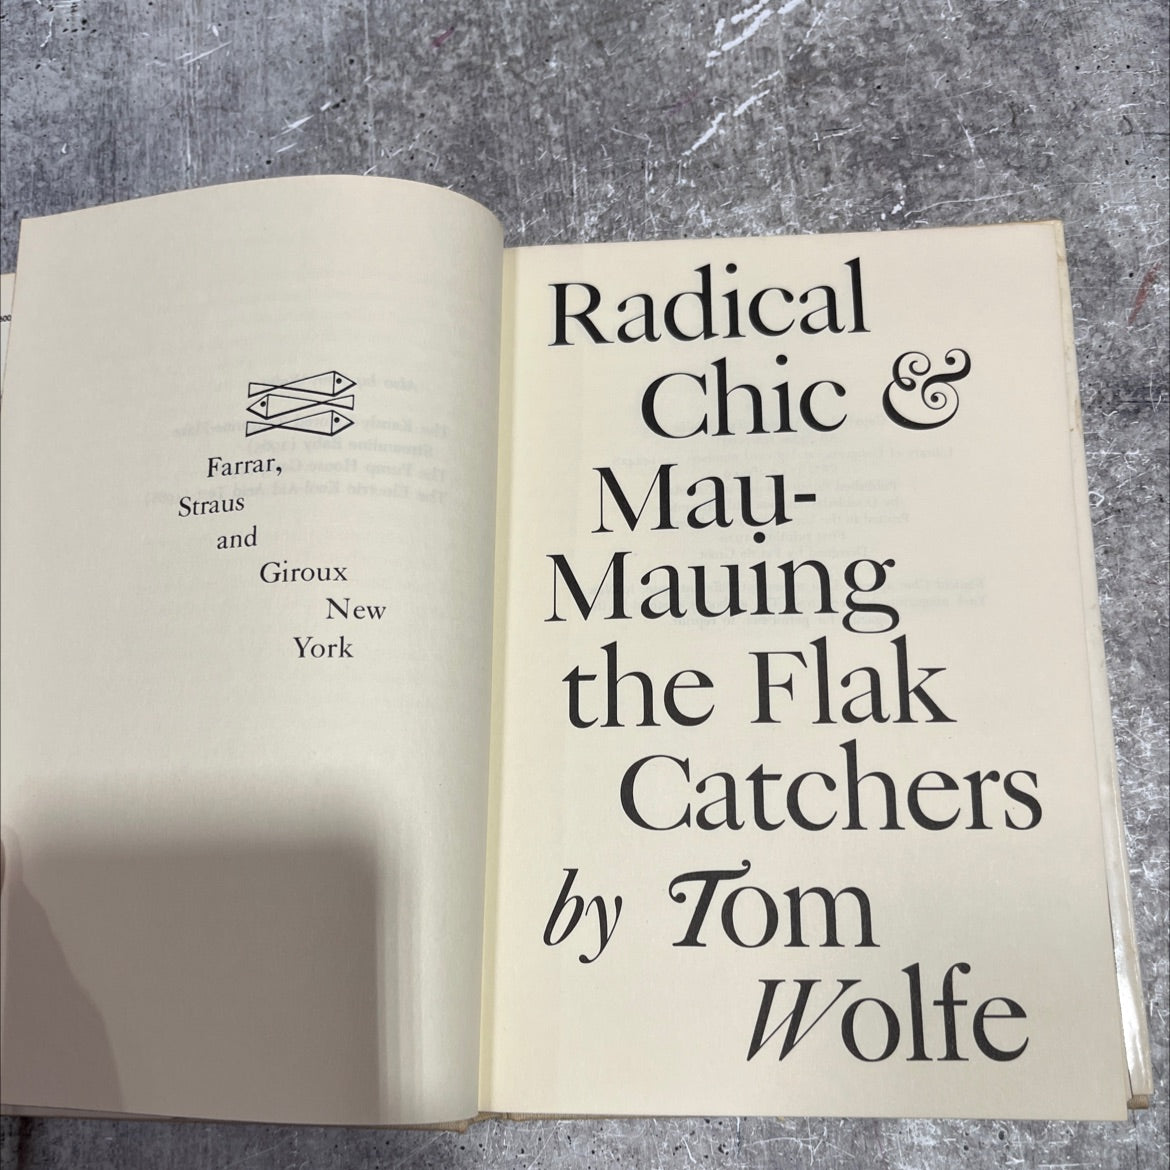 Farrar,
Straus
and
Giroux
New
York
Radical
Chic &
Mau-
Mauing
the Flak
Catchers
by Tom
Wolfe